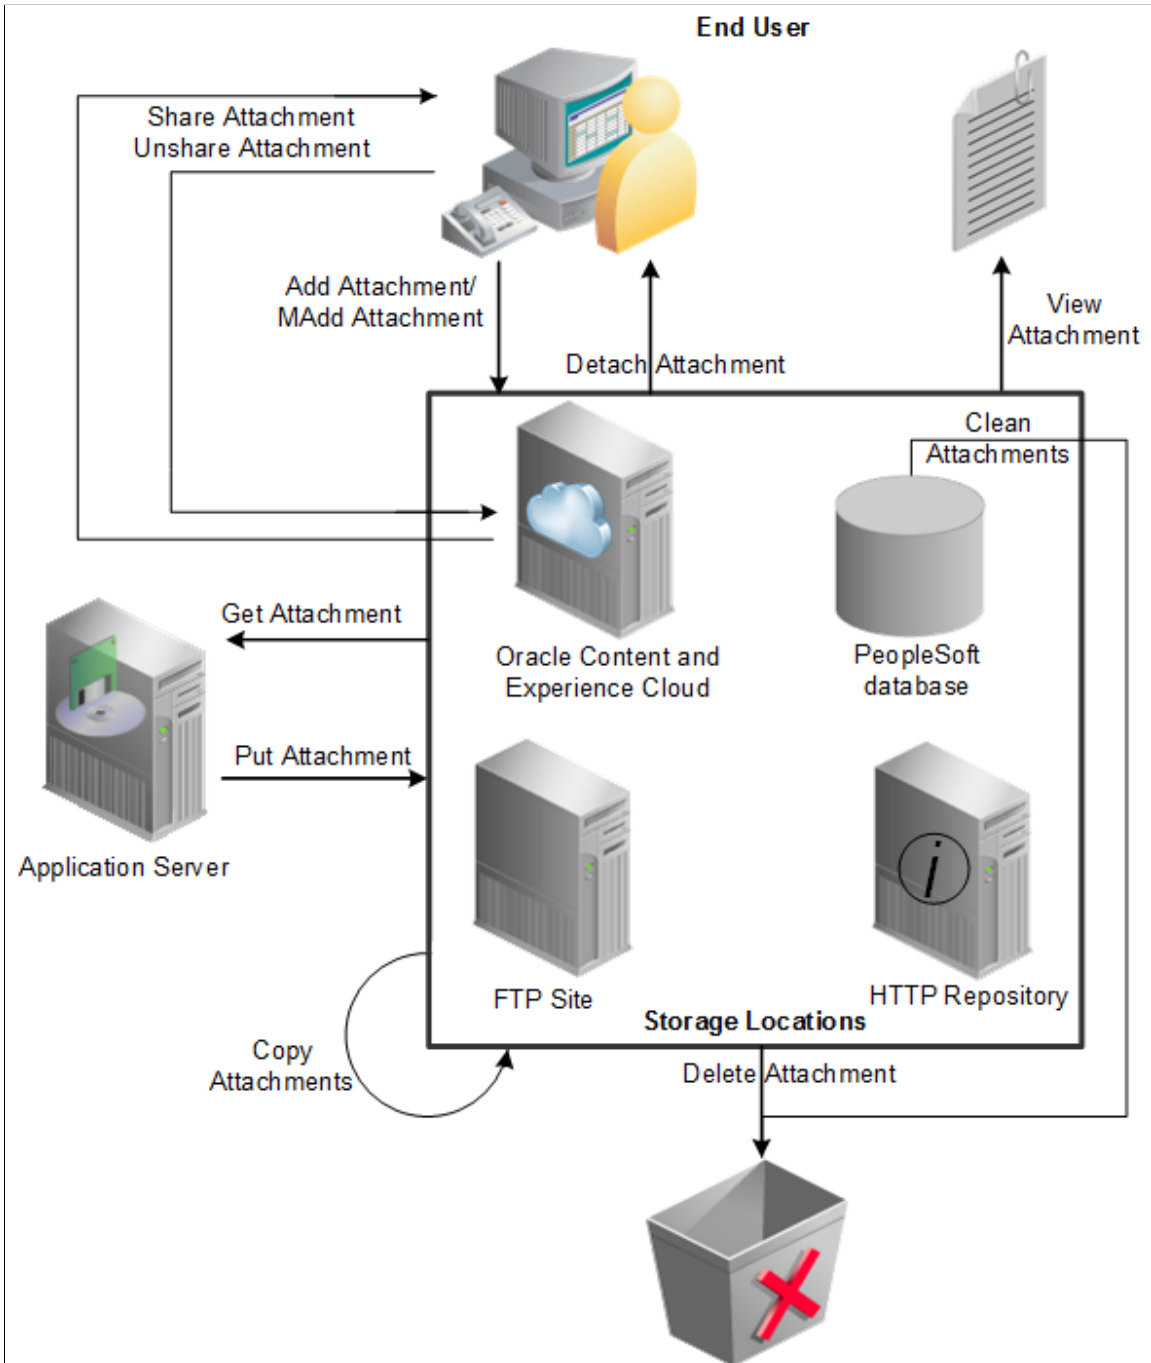 End User
Share Attachment
Unshare Attachment
Add Attachment/
MAdd Attachment
Detach Attachment
View
Attachment
Clean
Attachments
Get Attachment
Oracle Content and
Experience Cloud
PeopleSoft
database
Put Attachment
Application Server
i
FTP Site
HTTP Repository
Storage Locations
Copy
Attachments
Delete Attachment